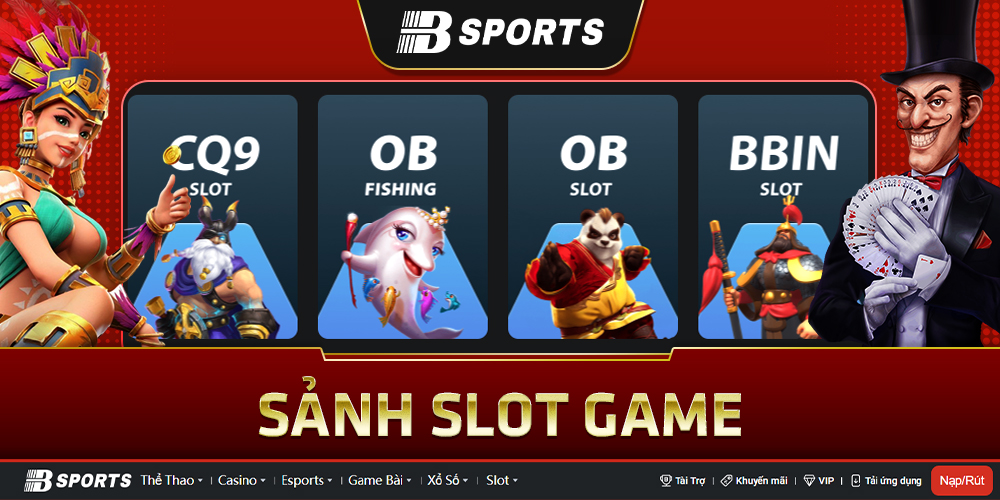 B SPORTS
CQ9
SLOT
OB
FISHING
OB
SLOT
BBIN
SLOT
SẢNH SLOT GAME
B SPORTS Thể Thao Casino Esports Game Bài Xổ Số Slot Tài Trợ Khuyến mãi VIP Tải ứng dụng Nạp/Rút